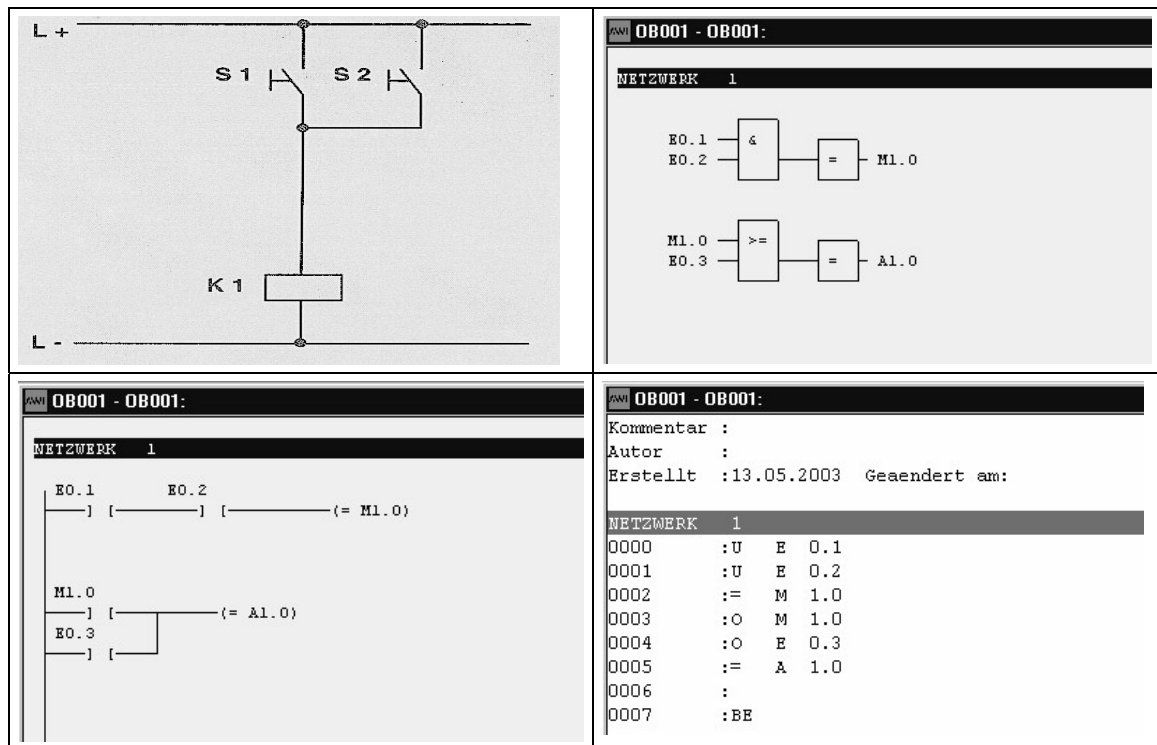 L +
S 1 S 2
K 1
L -
AWI OB001 - OB001:
NETZWERK 1
E0.1 &
E0.2 = M1.0
M1.0 >=
E0.3 = A1.0
AWI OB001 - OB001:
NETZWERK 1
E0.1 E0.2
] [ ] [ (= M1.0)
M1.0
] [ (= A1.0)
E0.3
] [
AWI OB001 - OB001:
Kommentar :
Autor :
Erstellt :13.05.2003 Geaendert am:
NETZWERK 1
0000 :U E 0.1
0001 :U E 0.2
0002 := M 1.0
0003 :O M 1.0
0004 :O E 0.3
0005 := A 1.0
0006 :
0007 :BE